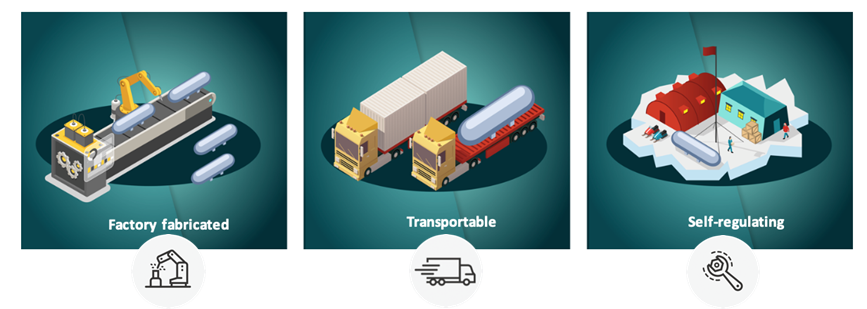 Factory fabricated
Transportable
Self-regulating